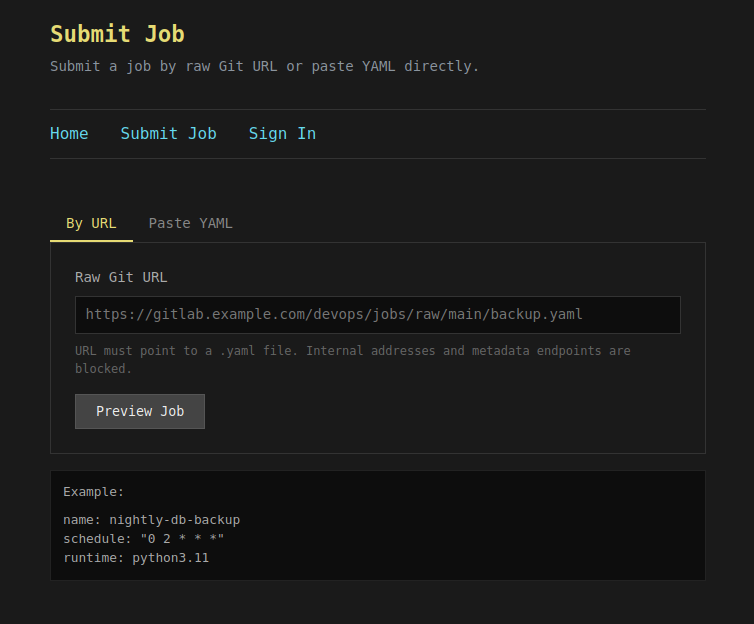 Submit Job
Submit a job by raw Git URL or paste YAML directly.
Home Submit Job Sign In
By URL Paste YAML
Raw Git URL
https://gitlab.example.com/devops/jobs/raw/main/backup.yaml
URL must point to a .yaml file. Internal addresses and metadata endpoints are
blocked.
Preview Job
Example:
name: nightly-db-backup
schedule: "0 2 * * *"
runtime: python3.11